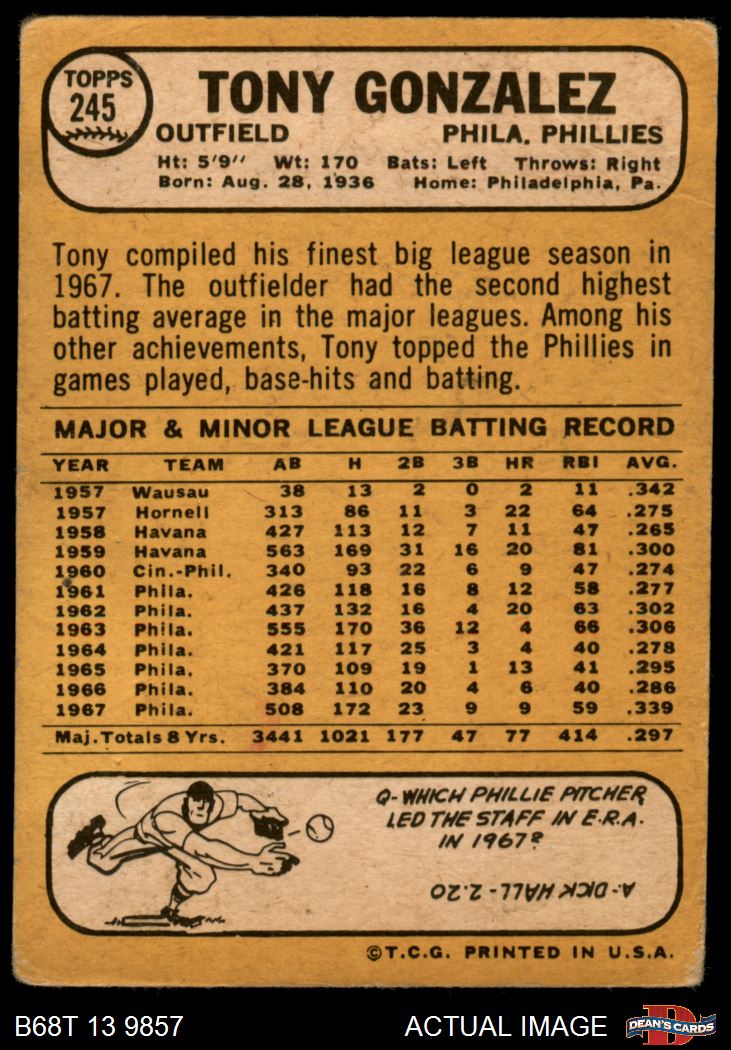 TOPPS
245
TONY GONZALEZ
OUTFIELD PHILA. PHILLIES
Ht: 5'9" Wt: 170 Bats: Left Throws: Right
Born: Aug. 28, 1936 Home: Philadelphia, Pa.
Tony compiled his finest big league season in
1967. The outfielder had the second highest
batting average in the major leagues. Among his
other achievements, Tony topped the Phillies in
games played, base-hits and batting.
MAJOR & MINOR LEAGUE BATTING RECORD
YEAR TEAM AB H 2B 3B HR RBI AVG.
1957 Wausau 38 13 2 0 2 11 .342
1957 Hornell 313 86 11 3 22 64 .275
1958 Havana 427 113 12 7 11 47 .265
1959 Havana 563 169 31 16 20 81 .300
1960 Cin.-Phil. 340 93 22 6 9 47 .274
1961 Phila. 426 118 16 8 12 58 .277
1962 Phila. 437 132 16 4 20 63 .302
1963 Phila. 555 170 36 12 4 66 .306
1964 Phila. 421 117 25 3 4 40 .278
1965 Phila. 370 109 19 1 13 41 .295
1966 Phila. 384 110 20 4 6 40 .286
1967 Phila. 508 172 23 9 9 59 .339
Maj. Totals 8 Yrs. 3441 1021 177 47 77 414 .297
Q-WHICH PHILLIE PITCHER
LED THE STAFF IN E.R.A.
IN 1967?
A-DICK HALL-2.20
©T.C.G. PRINTED IN U.S.A.
B68T 13 9857 ACTUAL IMAGE D DEAN'S CARDS